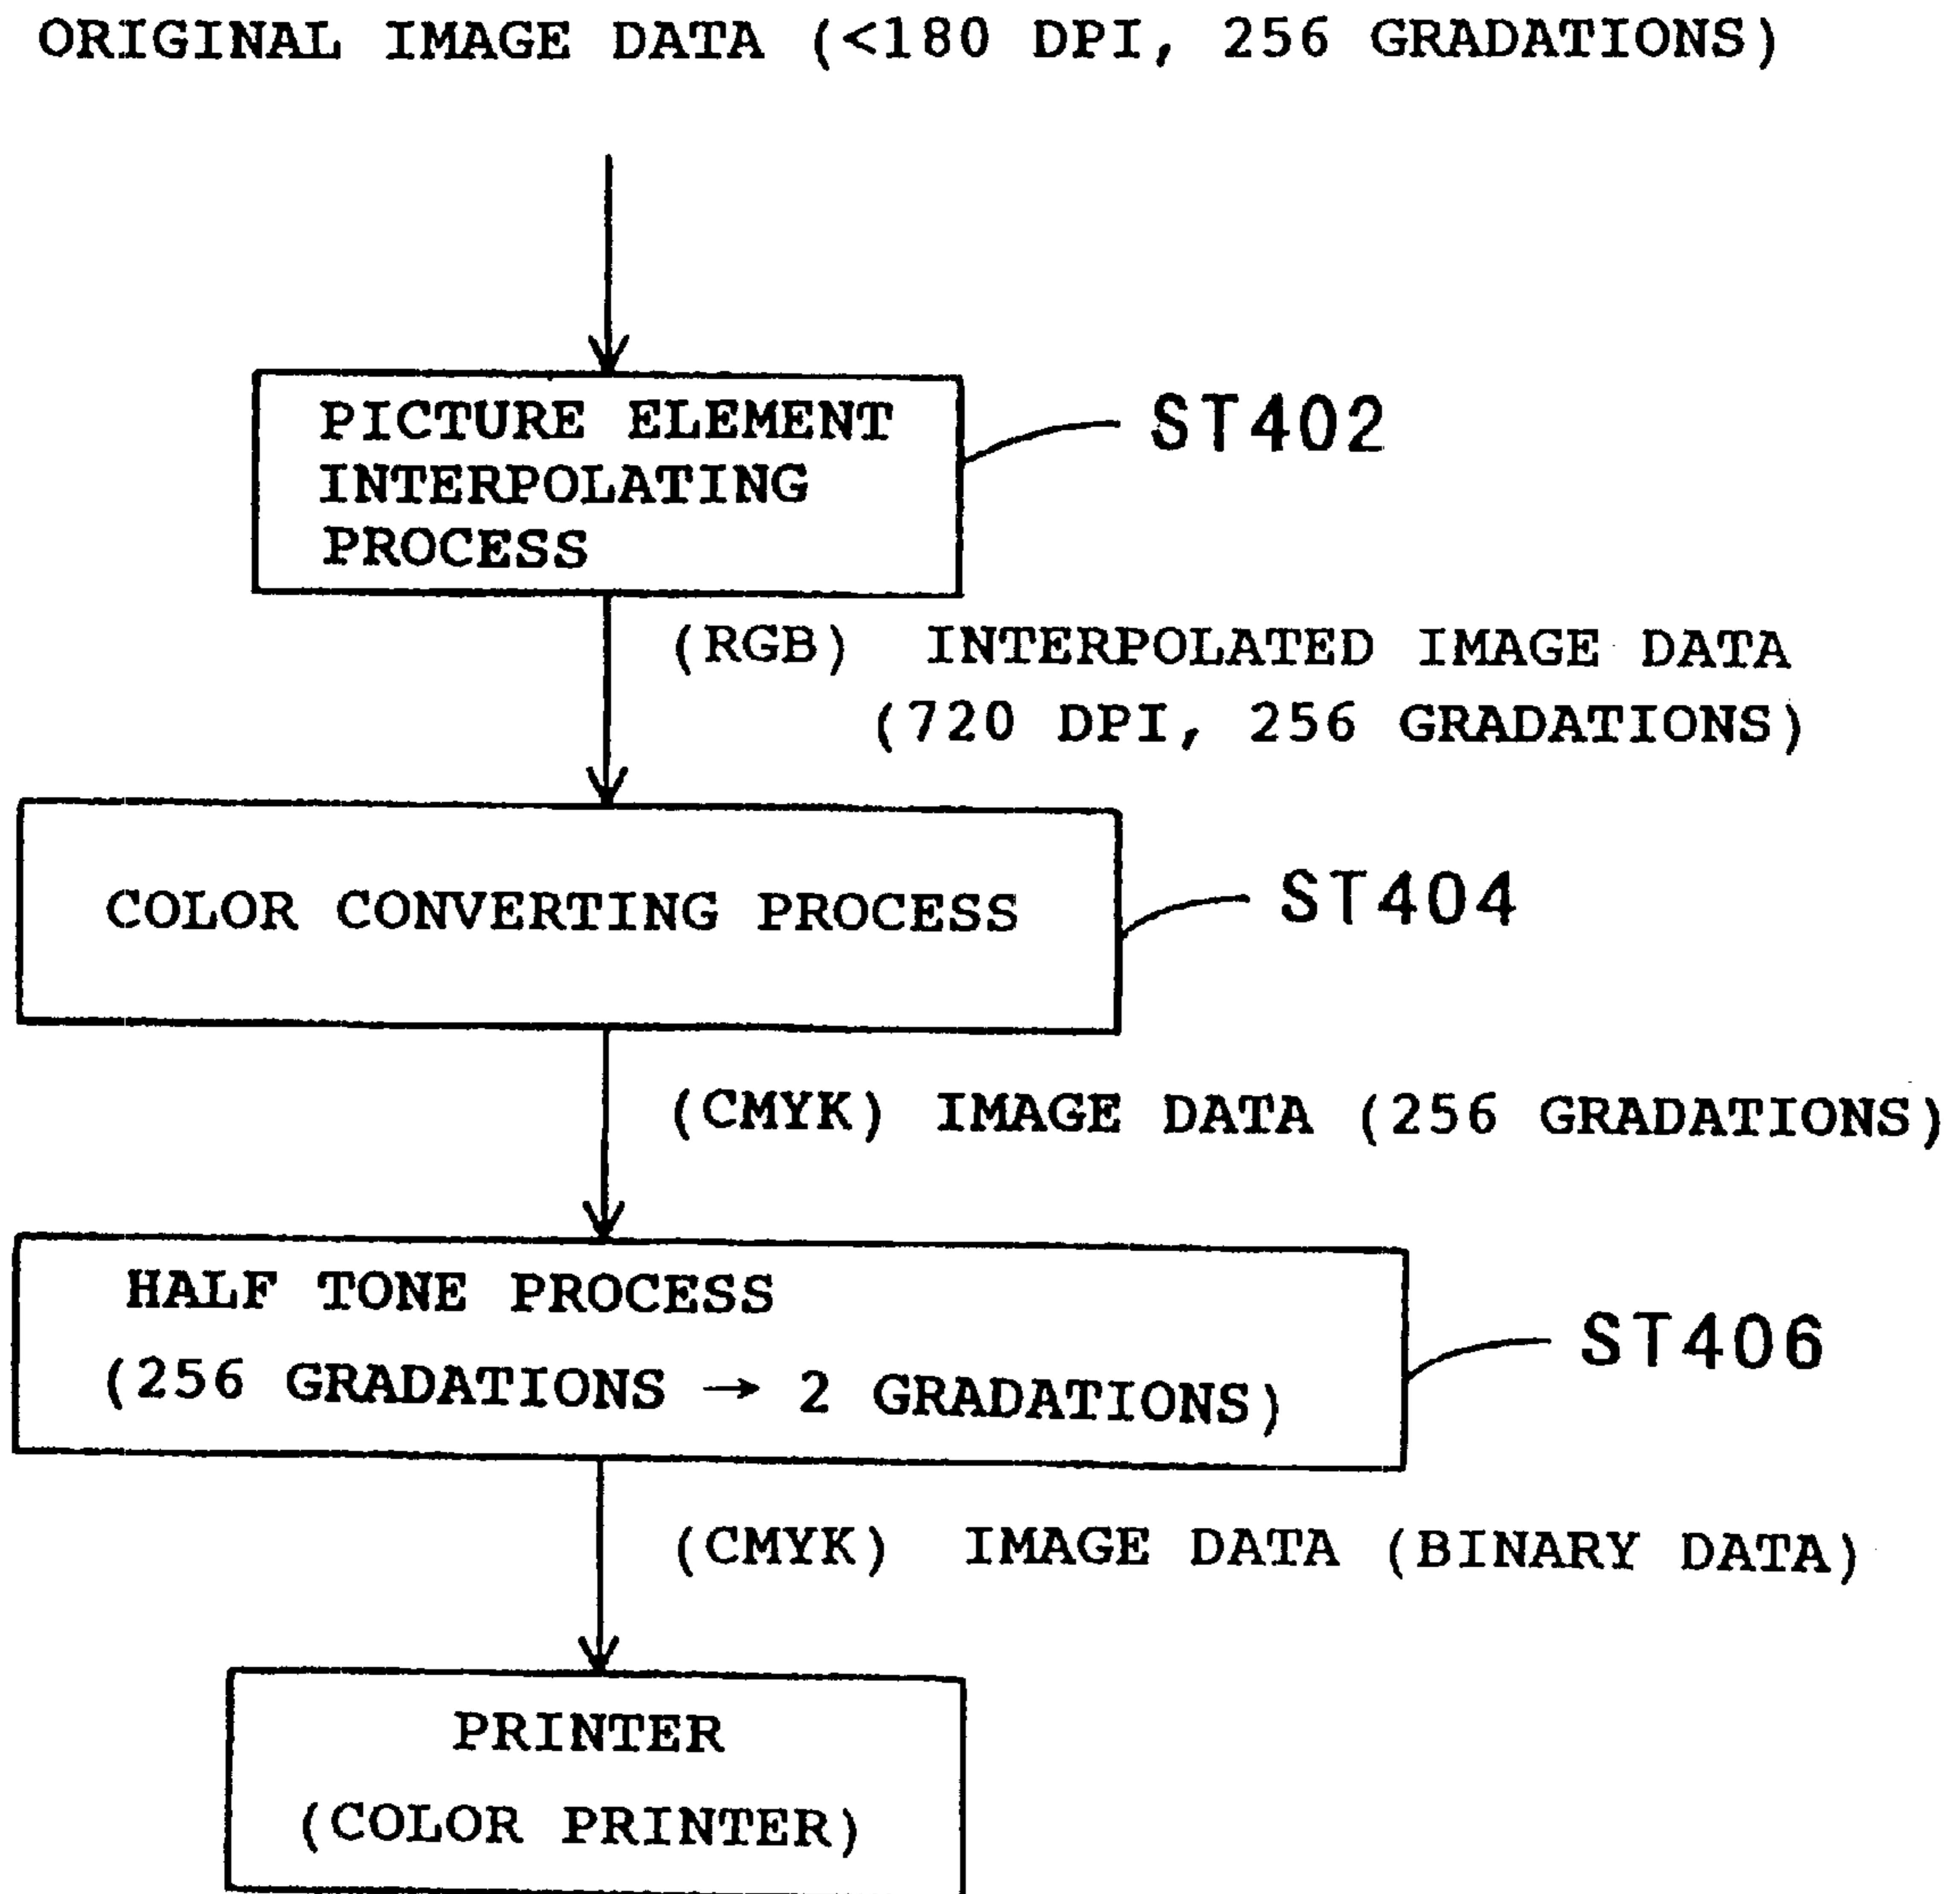 ORIGINAL IMAGE DATA (<180 DPI, 256 GRADATIONS)
PICTURE ELEMENT
INTERPOLATING
PROCESS
ST402
(RGB) INTERPOLATED IMAGE DATA
(720 DPI, 256 GRADATIONS)
COLOR CONVERTING PROCESS
ST404
(CMYK) IMAGE DATA (256 GRADATIONS)
HALF TONE PROCESS
(256 GRADATIONS → 2 GRADATIONS)
ST406
(CMYK) IMAGE DATA (BINARY DATA)
PRINTER
(COLOR PRINTER)